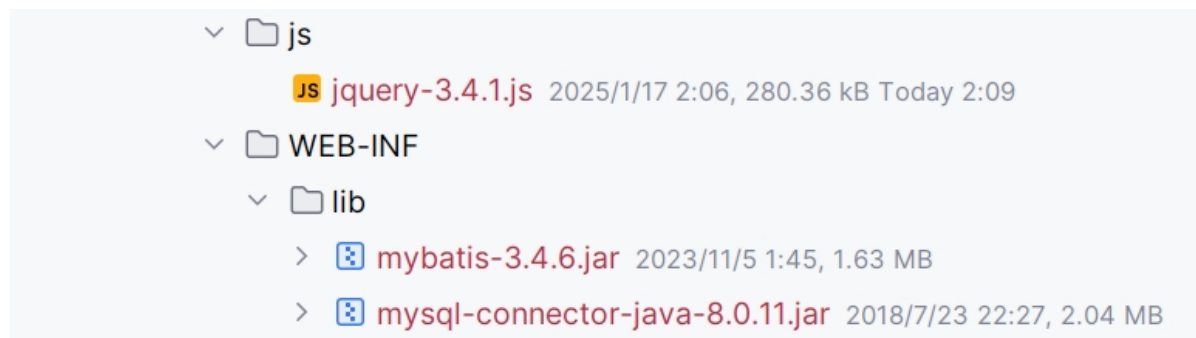 js
JS jquery-3.4.1.js 2025/1/17 2:06, 280.36 kB Today 2:09
WEB-INF
lib
mybatis-3.4.6.jar 2023/11/5 1:45, 1.63 MB
mysql-connector-java-8.0.11.jar 2018/7/23 22:27, 2.04 MB